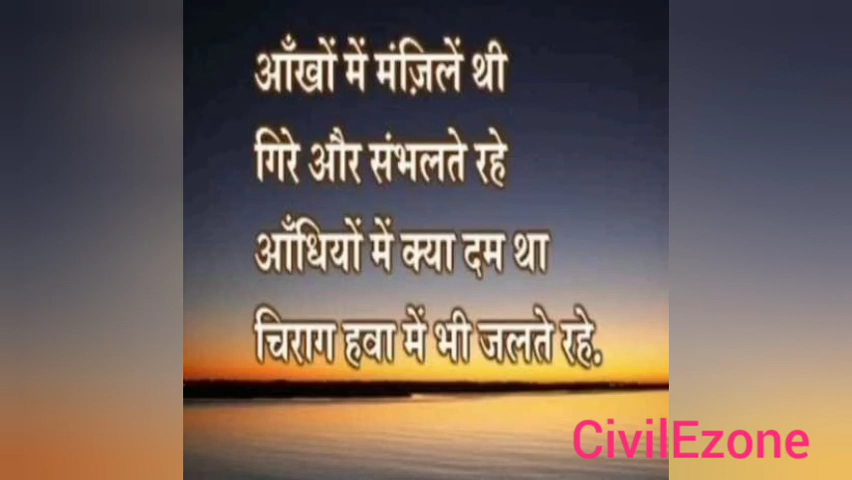 आँखों में मंज़िलें थी
गिरे और संभलते रहे
आँधियों में क्या दम था
चिराग हवा में भी जलते रहे.
CivilEzone